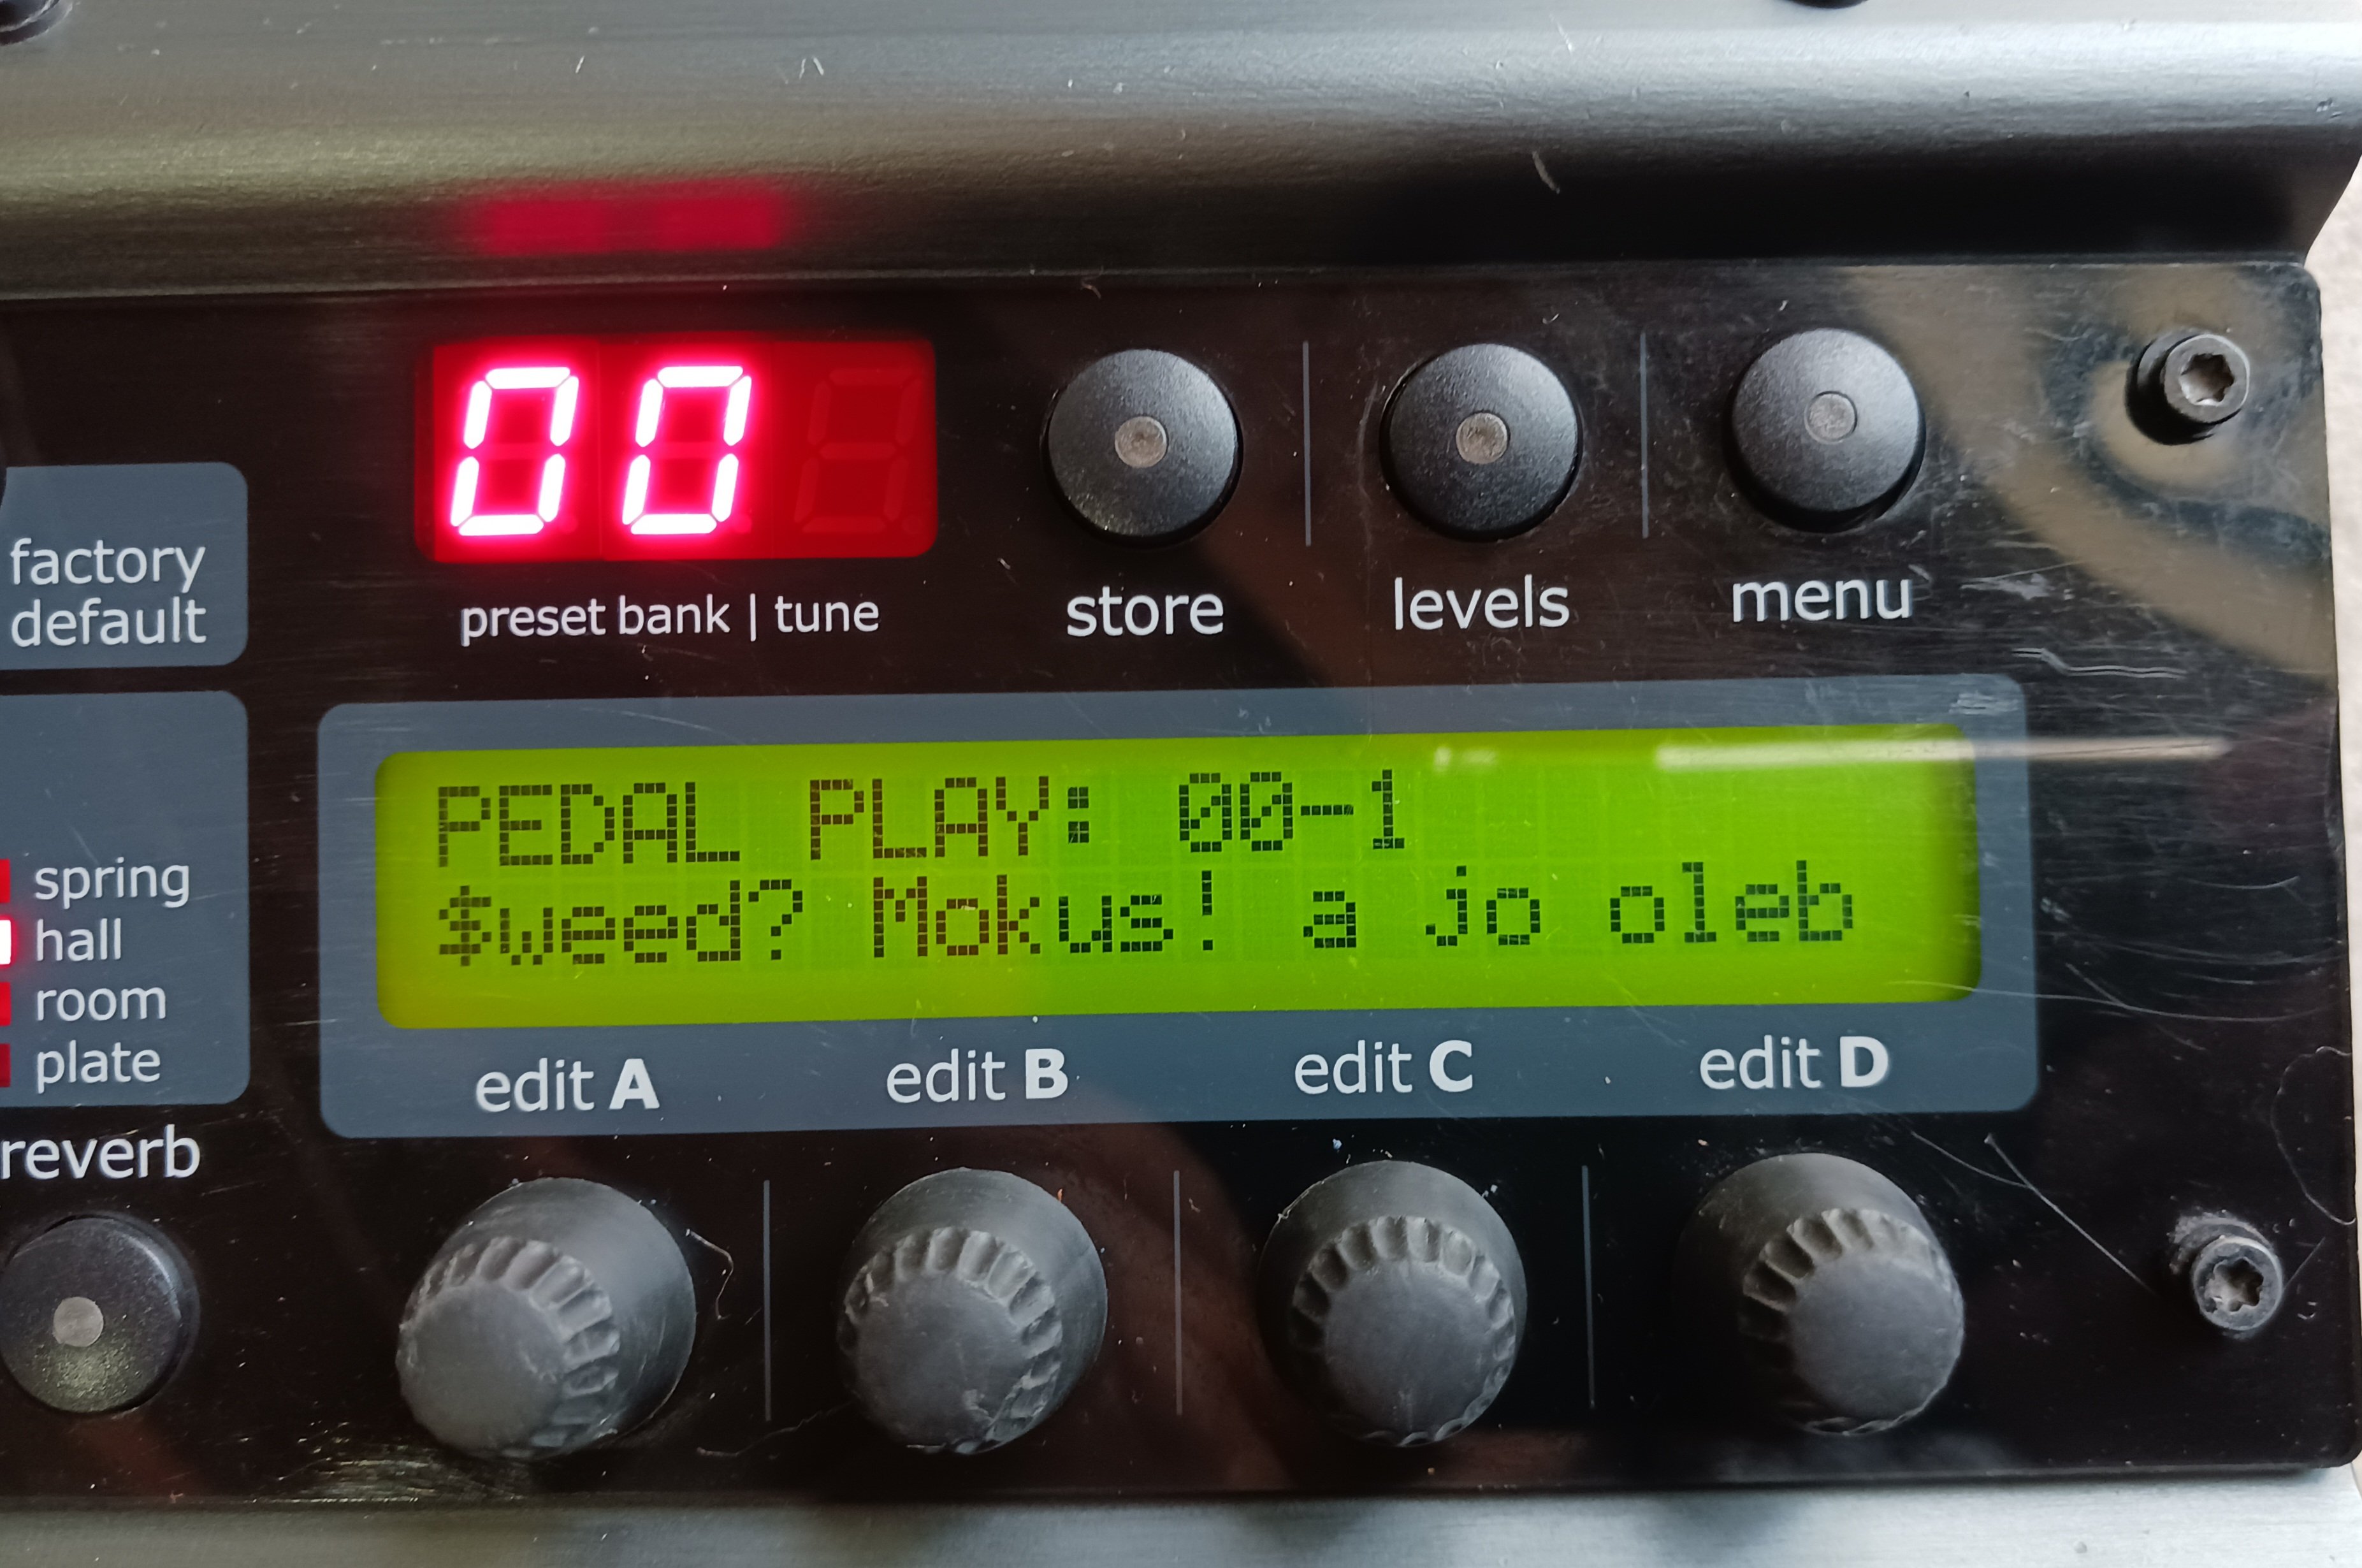 00
preset bank | tune
store
levels
menu
factory
default
PEDAL PLAY: 00-1
$weed? Mokus! a jo oleb
spring
hall
room
plate
edit A
edit B
edit C
edit D
reverb